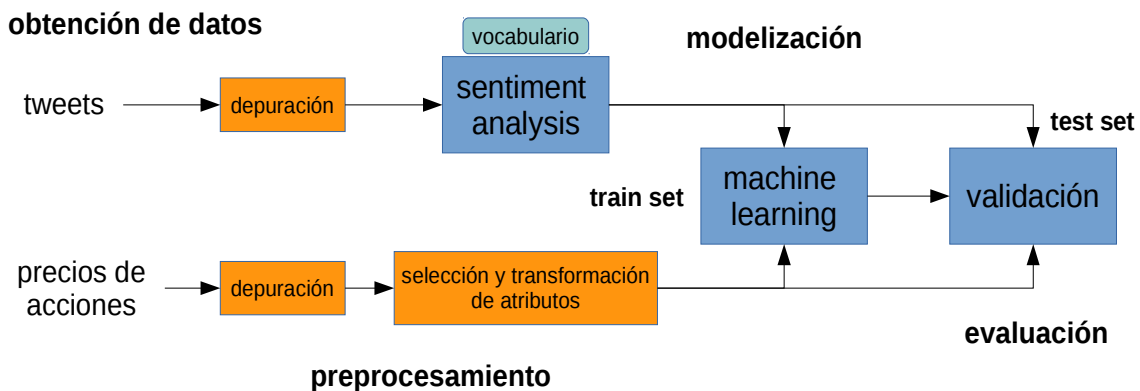 obtención de datos
vocabulario
modelización
tweets
depuración
sentiment
analysis
test set
train set
machine
learning
validación
precios de
acciones
depuración
selección y transformación
de atributos
evaluación
preprocesamiento